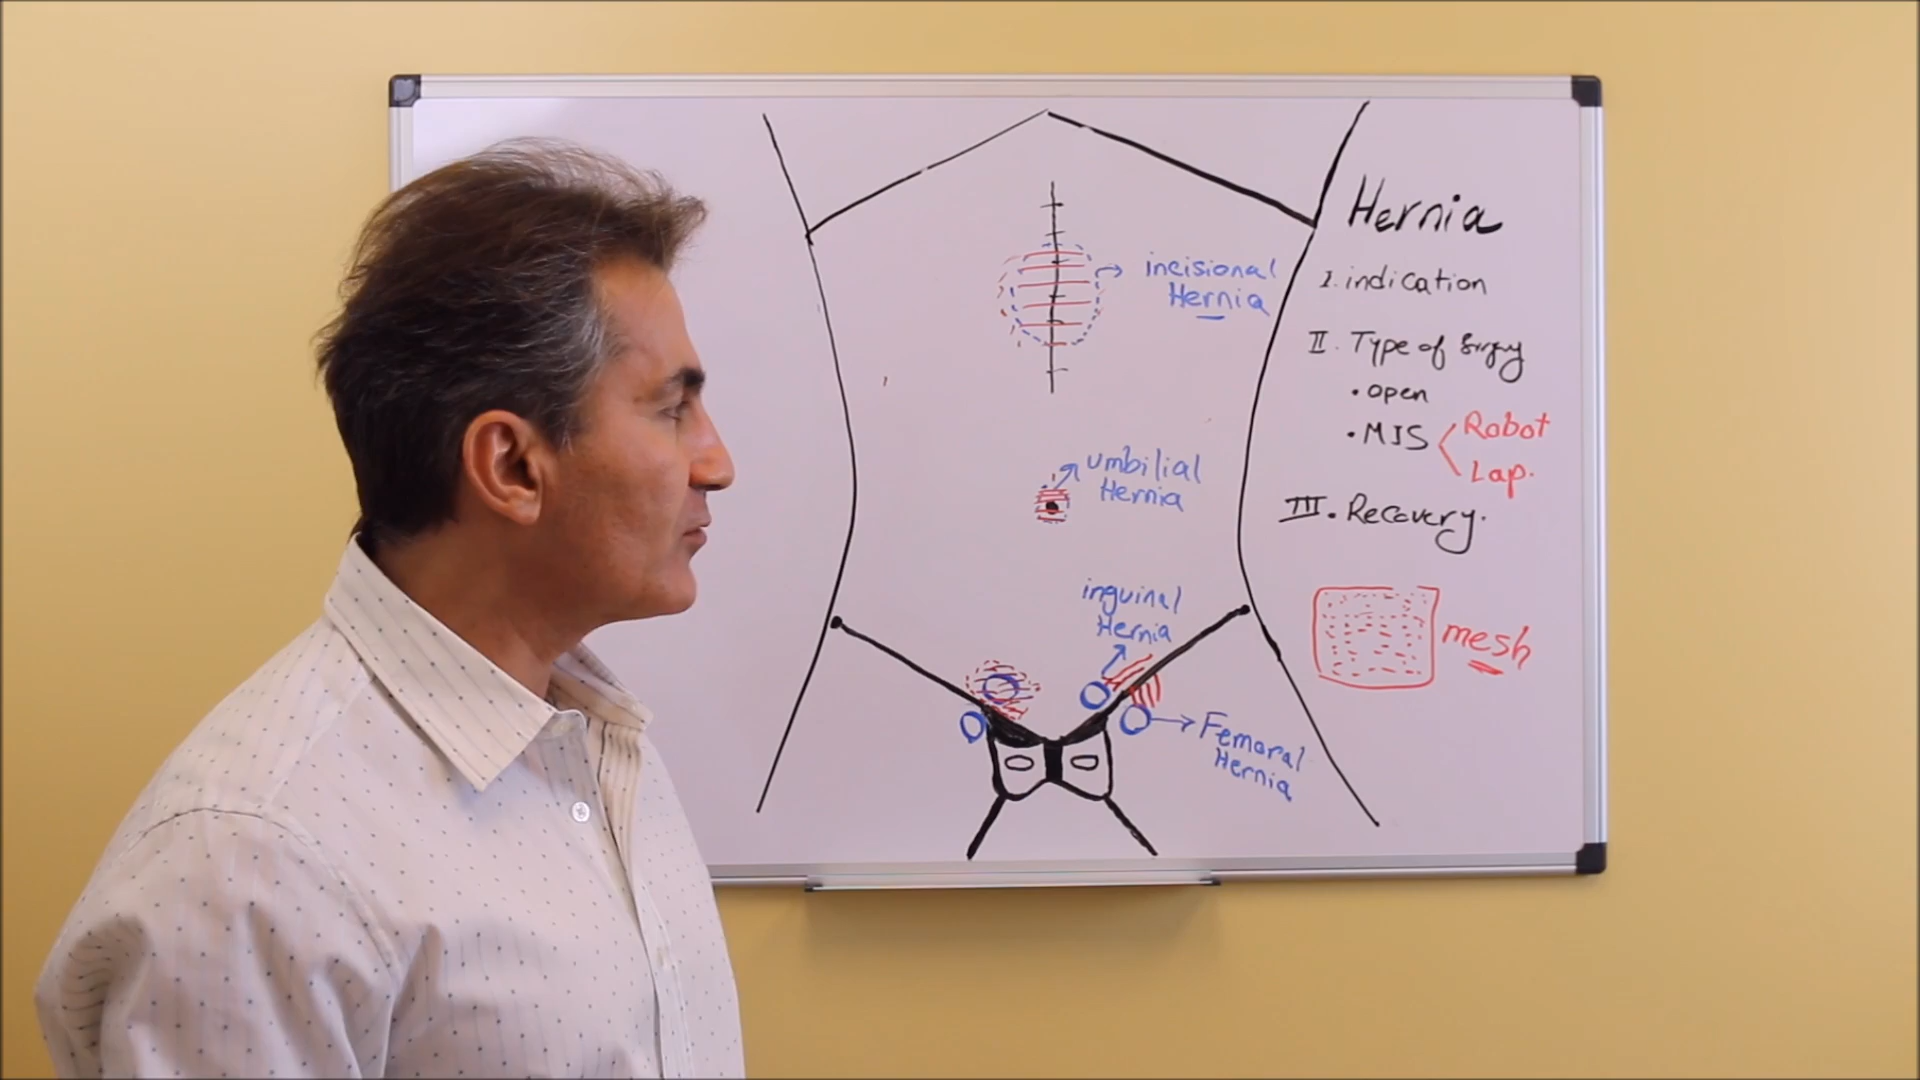 Hernia
I. indication
II. Type of Srgry
• open
• MIS
Robot
Lap.
III. Recovery.
mesh
incisional
Hernia
umbilial
Hernia
inguinal
Hernia
Femoral
Hernia